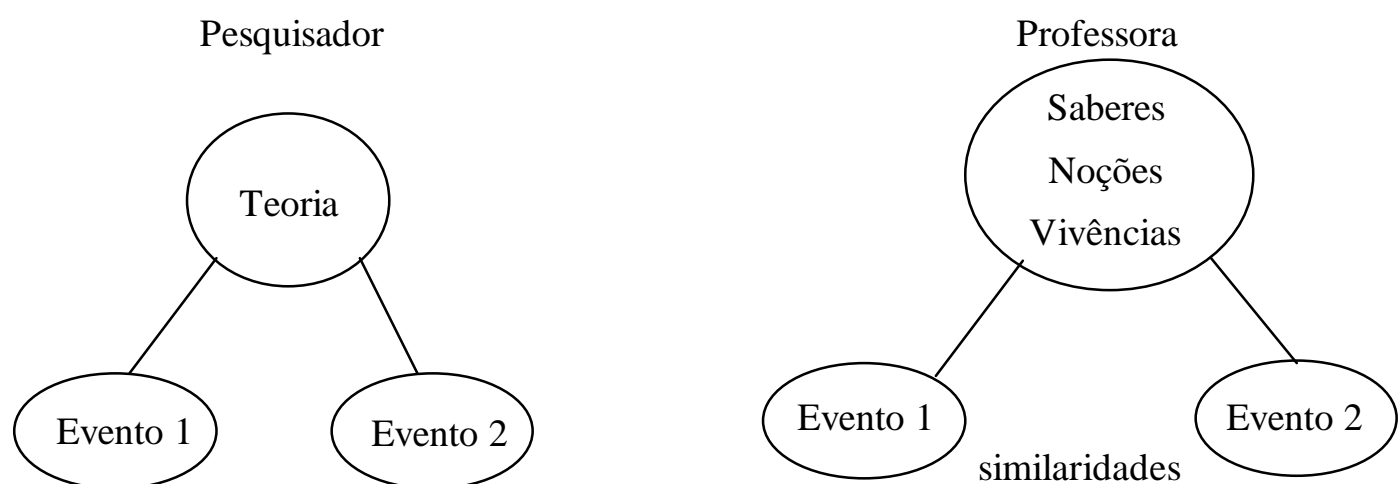 Pesquisador
Teoria
Evento 1
Evento 2
Professora
Saberes
Noções
Vivências
Evento 1
Evento 2
similaridades